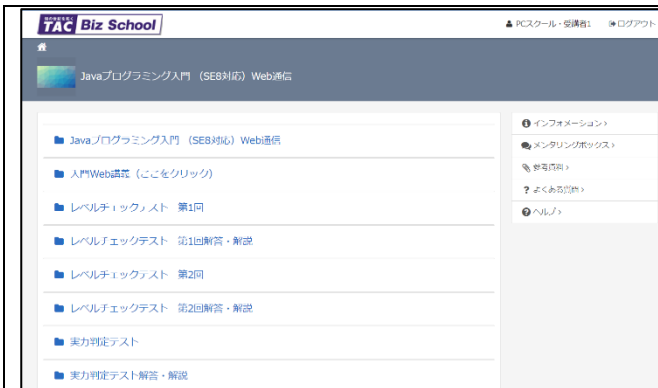 資格の学校
TAC Biz School
PCスクール・受講者1 ログアウト
Javaプログラミング入門 (SE8対応) Web通信
Javaプログラミング入門 (SE8対応) Web通信
入門Web講義(ここをクリック)
レベルチェックテスト 第1回
レベルチェックテスト 第1回解答・解説
レベルチェックテスト 第2回
レベルチェックテスト 第2回解答・解説
実力判定テスト
実力判定テスト解答・解説
インフォメーション›
メンタリングボックス›
参考資料›
よくある質問›
ヘルプ›